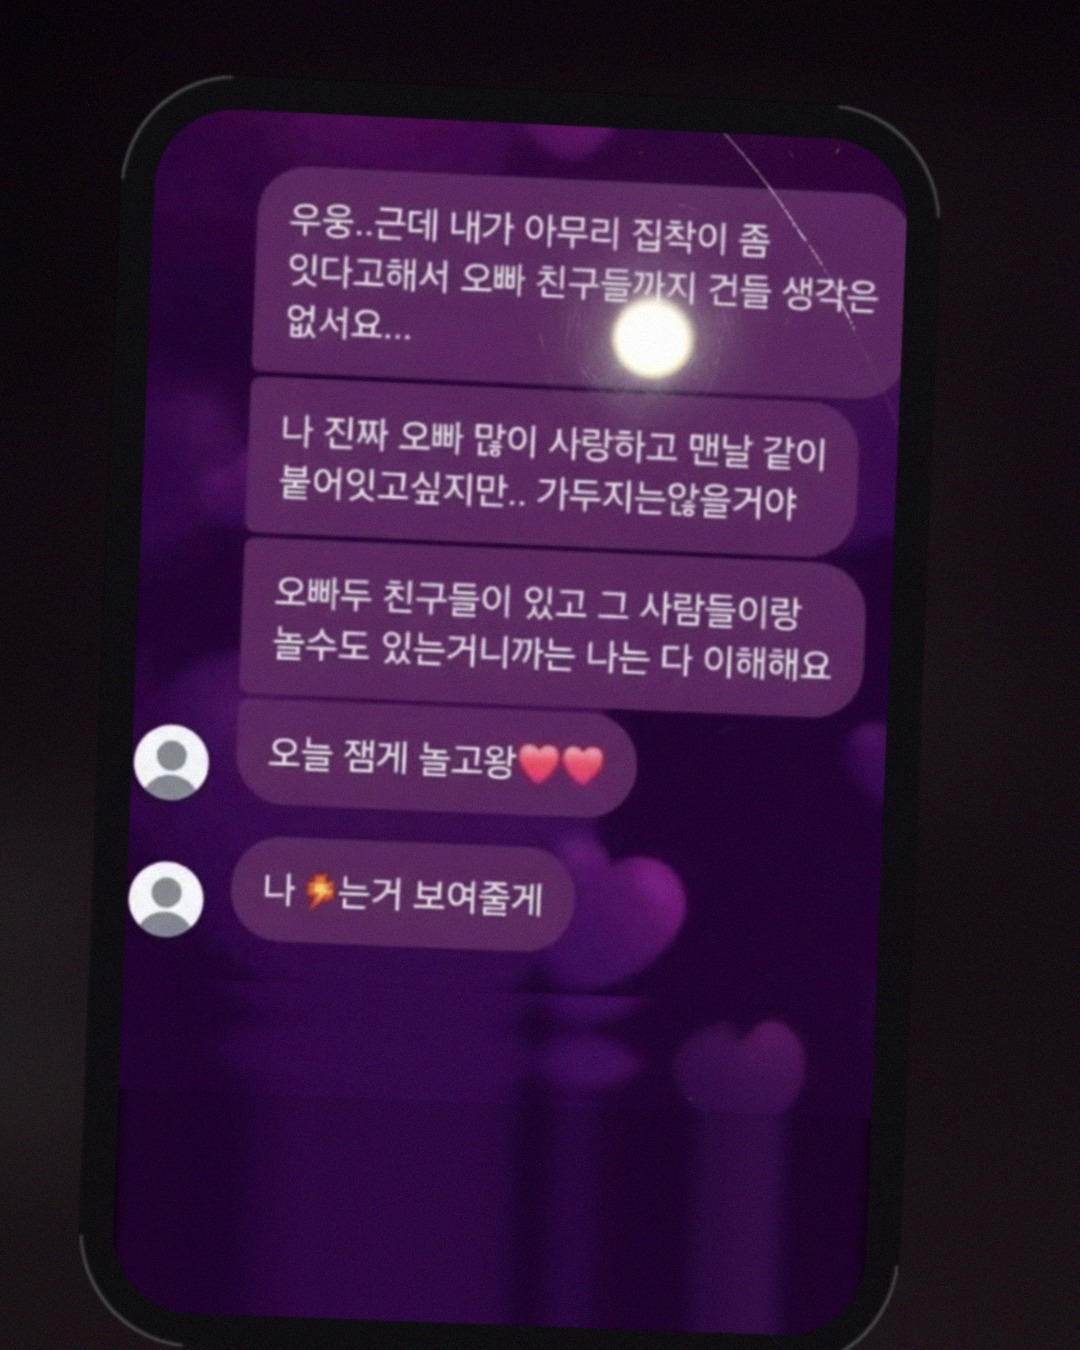 우웅..근데 내가 아무리 집착이 좀
잇다고해서 오빠 친구들까지 건들 생각은
없서요...
나 진짜 오빠 많이 사랑하고 맨날 같이
붙어잇고싶지만.. 가두지는않을거야
오빠두 친구들이 있고 그 사람들이랑
놀수도 있는거니까는 나는 다 이해해요
오늘 잼게 놀고왕❤️❤️
나 ⚡는거 보여줄게